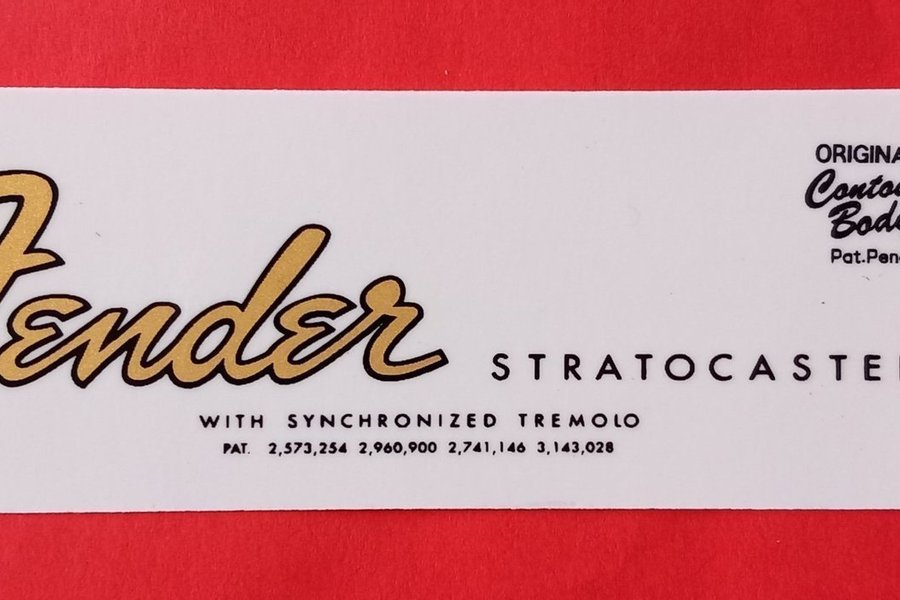 Fender
STRATOCASTE
ORIGINA
Conto
Bod
Pat.Pen
WITH SYNCHRONIZED TREMOLO
PAT. 2,573,254 2,960,900 2,741,146 3,143,028